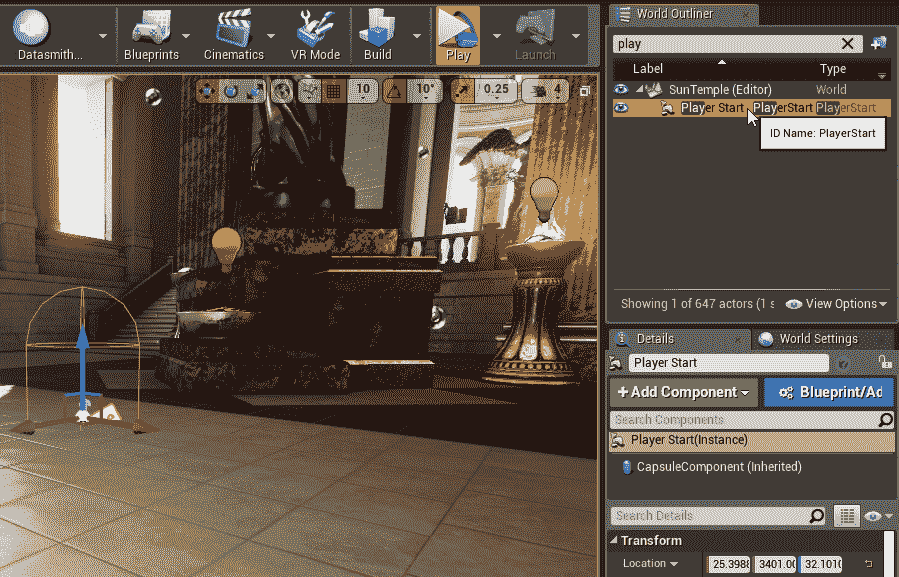 Datasmith...
Blueprints
Cinematics
VR Mode
Build
Play
Launch
10
10°
0.25
4
World Outliner
play
Label
Type
SunTemple (Editor)
World
Player Start
PlayerStart
PlayerStart
ID Name: PlayerStart
Showing 1 of 647 actors (1 s
View Options
Details
World Settings
Player Start
+Add Component
Blueprint/Ad
Search Components
Player Start(Instance)
CapsuleComponent (Inherited)
Search Details
Transform
Location
25.398
3401.00
32.1010